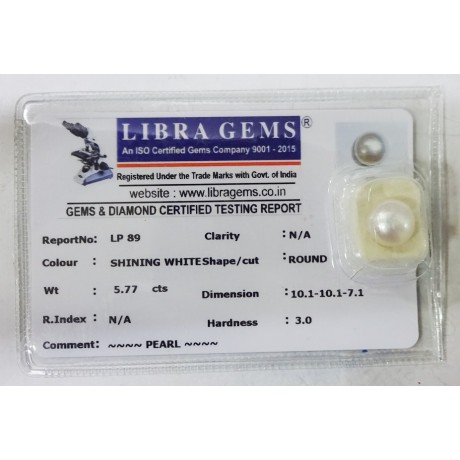 LIBRA GEMS ®
An ISO Certified Gems Company 9001 - 2015
Registered Under the Trade Marks with Govt. of India
website : www.libragems.co.in
GEMS & DIAMOND CERTIFIED TESTING REPORT
ReportNo: LP 89 Clarity : N/A
Colour : SHINING WHITE Shape/cut : ROUND
Wt : 5.77 cts Dimension : 10.1-10.1-7.1
R.Index : N/A Hardness : 3.0
Comment: ~~~~ PEARL ~~~~